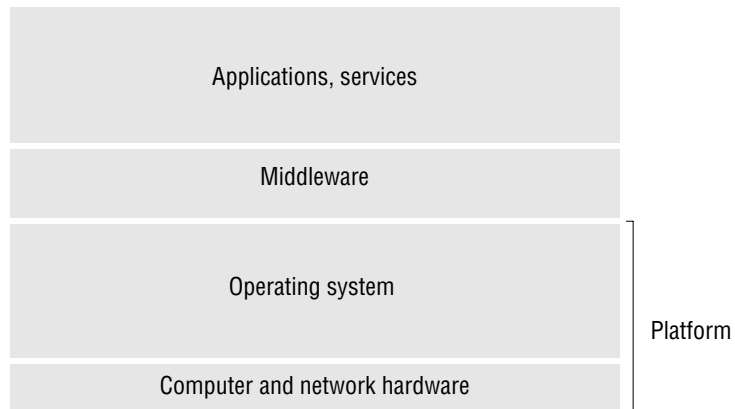 Applications, services
Middleware
Operating system
Platform
Computer and network hardware